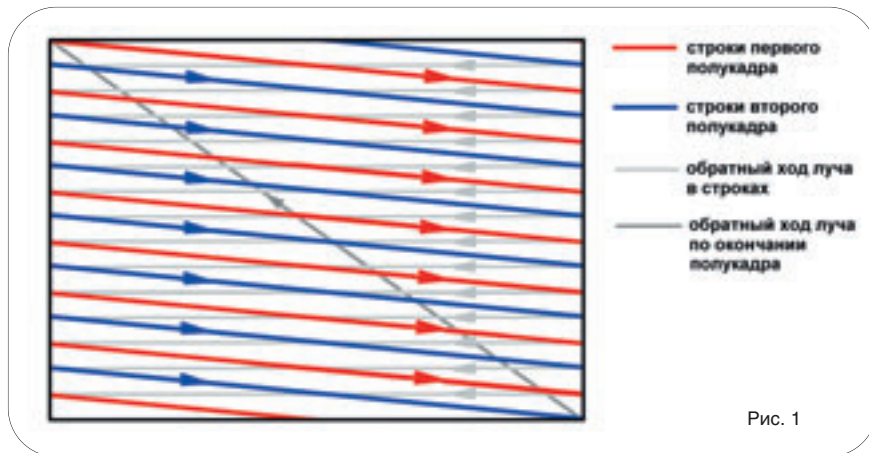 строки первого
полукадра
строки второго
полукадра
обратный ход луча
в строках
обратный ход луча
по окончании
полукадра
Рис. 1